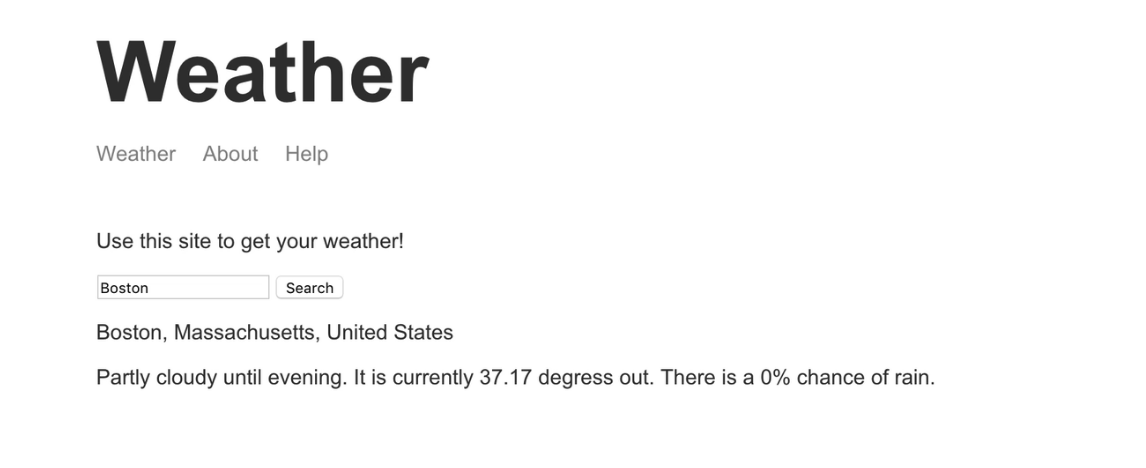 Weather
Weather About Help
Use this site to get your weather!
Boston Search
Boston, Massachusetts, United States
Partly cloudy until evening. It is currently 37.17 degress out. There is a 0% chance of rain.